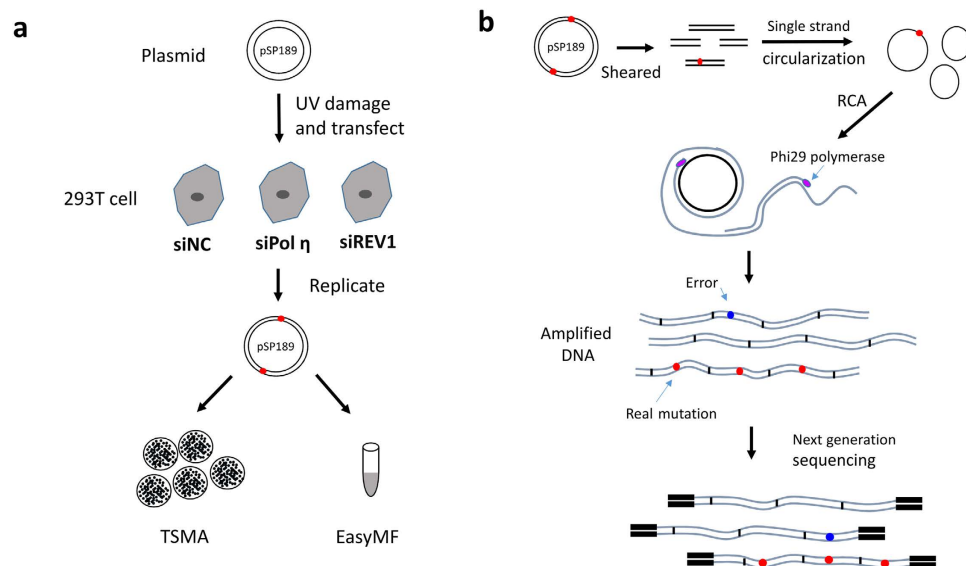 a
Plasmid
pSP189
UV damage
and transfect
293T cell
siNC
siPol η
siREV1
Replicate
pSP189
TSMA
EasyMF
b
pSP189
Sheared
Single strand
circularization
RCA
Phi29 polymerase
Error
Amplified
DNA
Real mutation
Next generation
sequencing